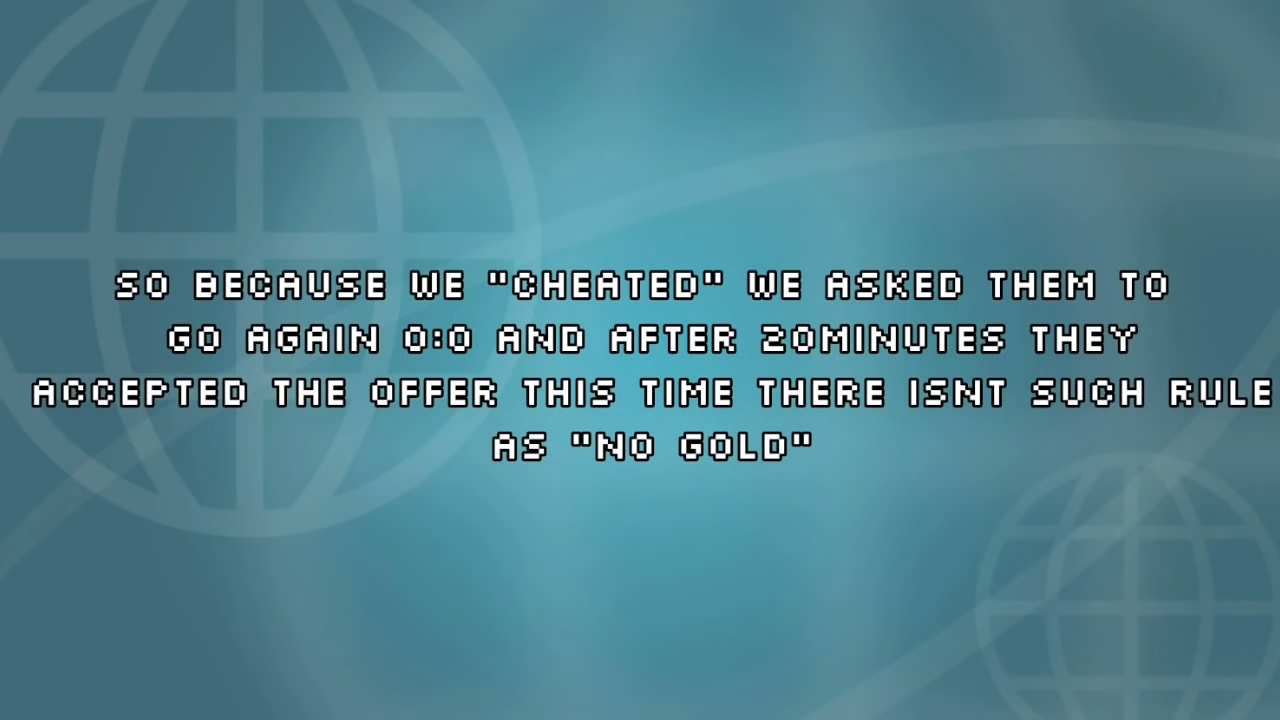 SO BECAUSE WE "CHEATED" WE ASKED THEM TO
GO AGAIN 0:0 AND AFTER 20MINUTES THEY
ACCEPTED THE OFFER THIS TIME THERE ISNT SUCH RULE
AS "NO GOLD"